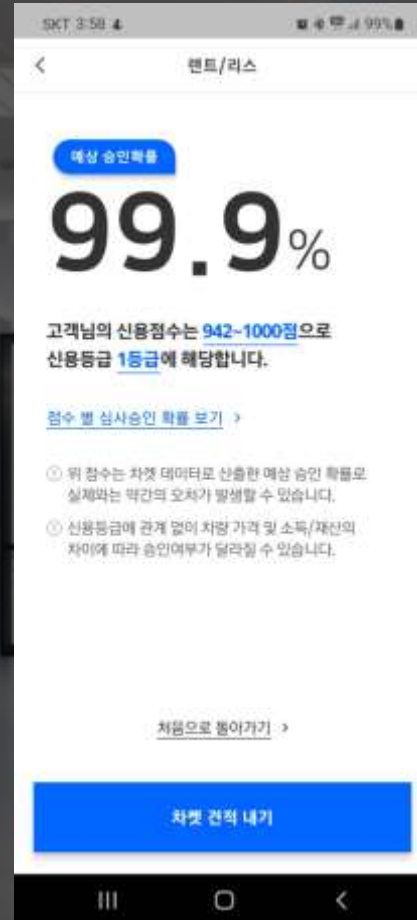 SKT 3:58
99%
렌트/리스
예상 승인확률
99.9%
고객님의 신용점수는 942~1000점으로
신용등급 1등급에 해당합니다.
점수 별 심사승인 확률 보기 >
위 점수는 차켓 데이터로 산출한 예상 승인 확률로
실제와는 약간의 오차가 발생할 수 있습니다.
신용등급에 관계 없이 차량 가격 및 소득/재산의
차이에 따라 승인여부가 달라질 수 있습니다.
처음으로 돌아가기 >
차켓 견적 내기